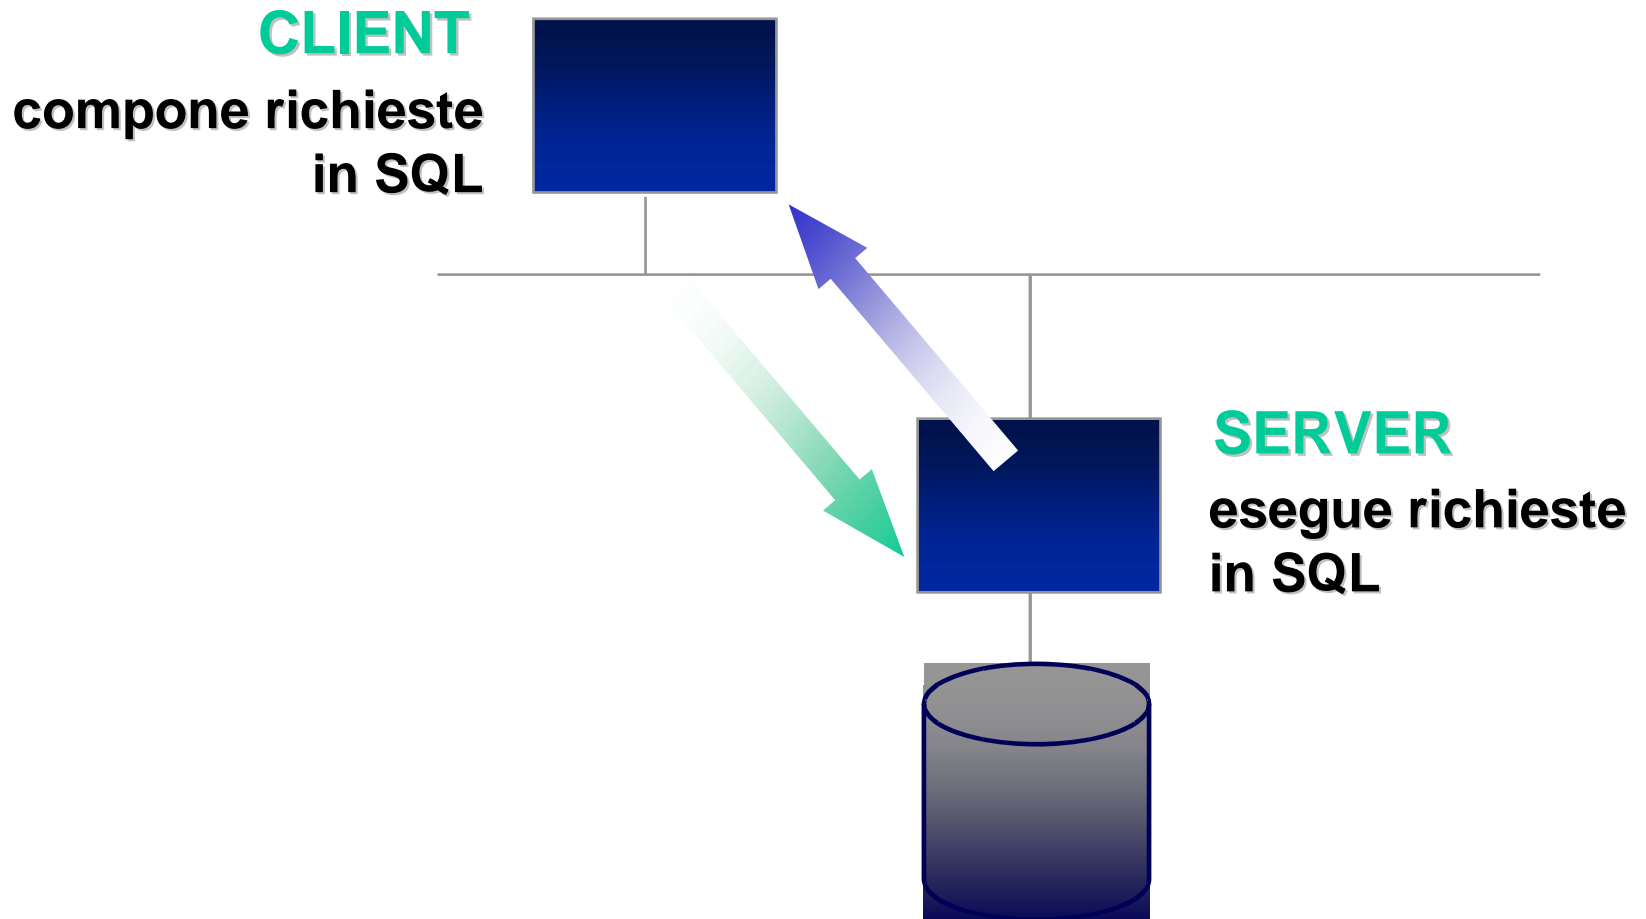 CLIENT
compone richieste
in SQL
SERVER
esegue richieste
in SQL